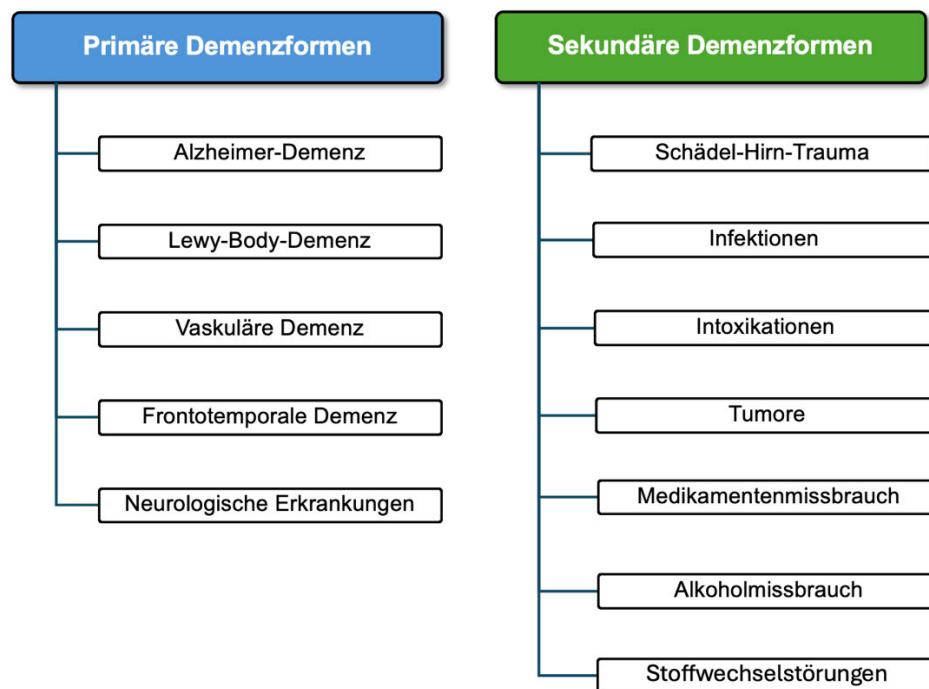 Primäre Demenzformen
Alzheimer-Demenz
Lewy-Body-Demenz
Vaskuläre Demenz
Frontotemporale Demenz
Neurologische Erkrankungen
Sekundäre Demenzformen
Schädel-Hirn-Trauma
Infektionen
Intoxikationen
Tumore
Medikamentenmissbrauch
Alkoholmissbrauch
Stoffwechselstörungen